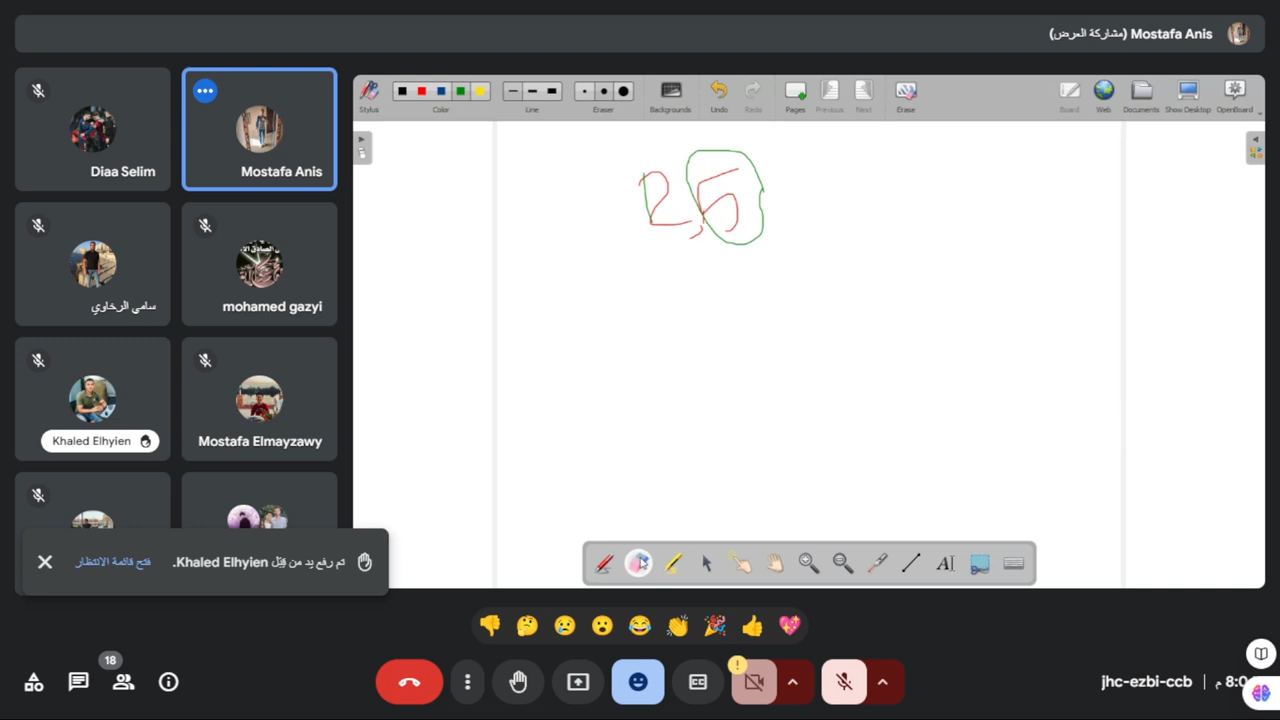 Mostafa Anis (مشاركة العرض)
Diaa Selim
Mostafa Anis
سامي الرخاوي
mohamed gazyi
Khaled Elhyien
Mostafa Elmayzawy
Stylus
Color
Line
Eraser
Backgrounds
Undo
Redo
Pages
Previous
Next
Erase
Board
Web
Documents
Show Desktop
OpenBoard
2,5
تم رفع يد من قِبَل Khaled Elhyien.
فتح قائمة الانتظار
18
jhc-ezbi-ccb